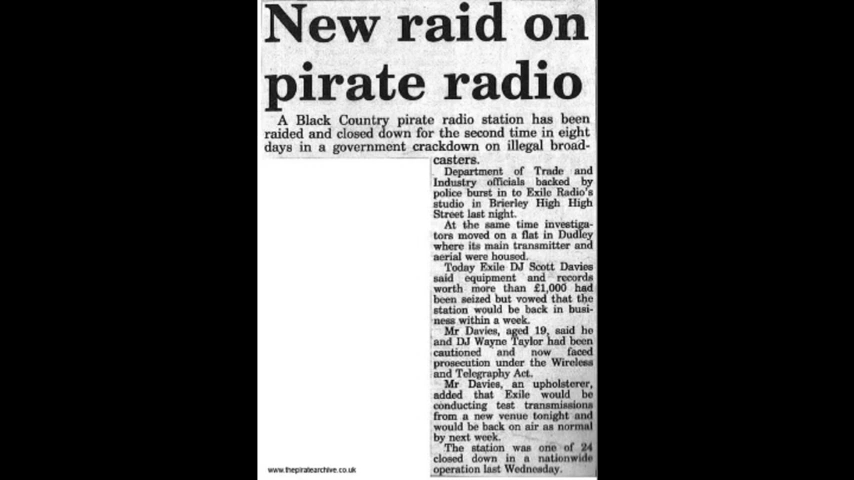 New raid on
pirate radio
A Black Country pirate radio station has been
raided and closed down for the second time in eight
days in a government crackdown on illegal broad-
casters.
Department of Trade and
Industry officials backed by
police burst in to Exile Radio's
studio in Brierley High High
Street last night.
At the same time investiga-
tors moved on a flat in Dudley
where its main transmitter and
aerial were housed.
Today Exile DJ Scott Davies
said equipment and records
worth more than £1,000 had
been seized but vowed that the
station would be back in busi-
ness within a week.
Mr Davies, aged 19, said he
and DJ Wayne Taylor had been
cautioned and now faced
prosecution under the Wireless
and Telegraphy Act.
Mr Davies, an upholsterer,
added that Exile would be
conducting test transmissions
from a new venue tonight and
would be back on air as normal
by next week.
The station was one of 24
closed down in a nationwide
operation last Wednesday.
www.thepiratearchive.co.uk